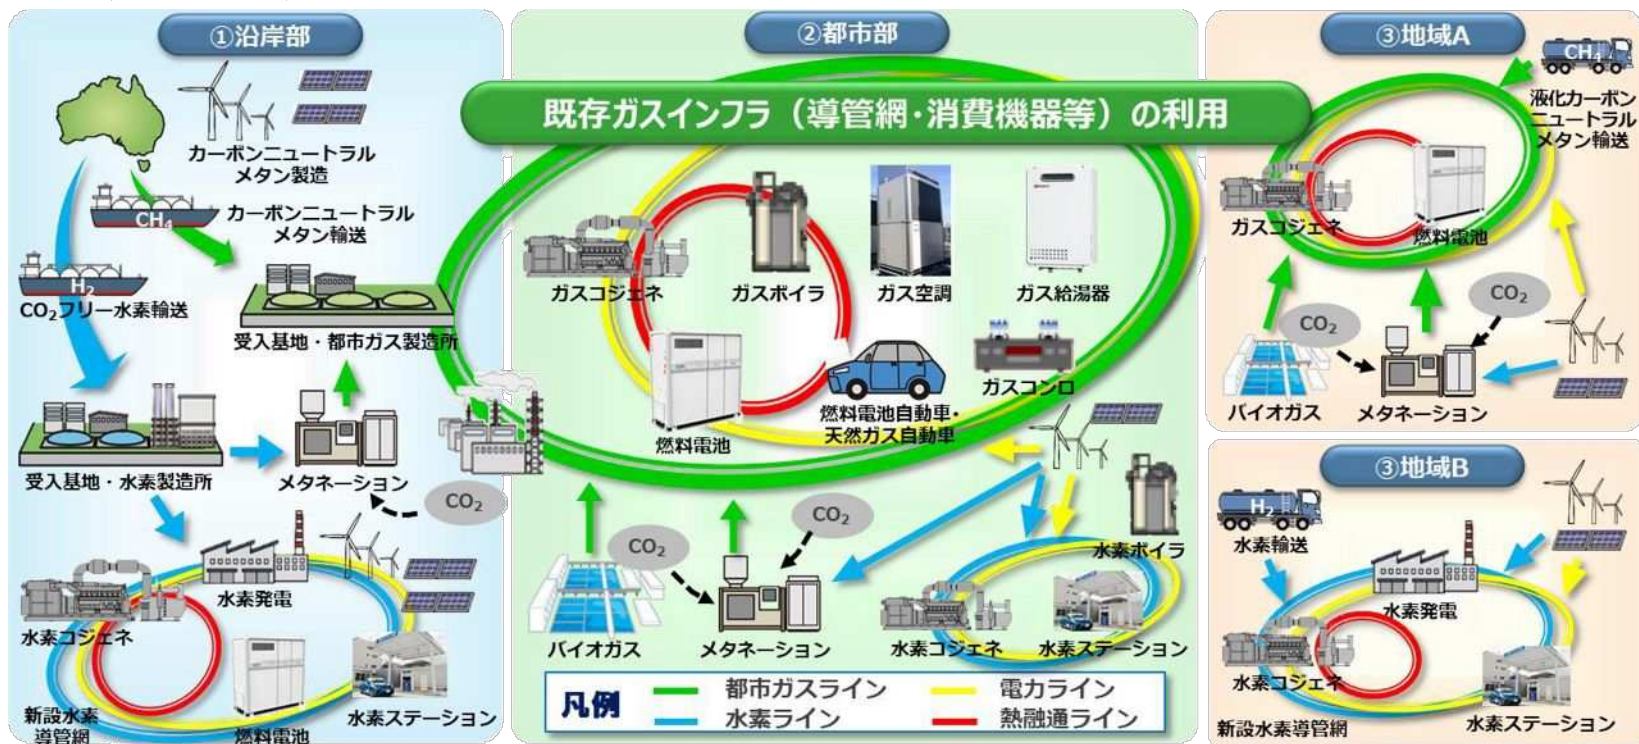 ①沿岸部
カーボンニュートラル
メタン製造
CH₄
カーボンニュートラル
メタン輸送
H₂
CO₂フリー水素輸送
受入基地・都市ガス製造所
受入基地・水素製造所
メタネーション
CO₂
水素発電
水素コジェネ
新設水素
導管網
燃料電池
水素ステーション
②都市部
既存ガスインフラ（導管網・消費機器等）の利用
ガスコジェネ
ガスボイラ
ガス空調
ガス給湯器
燃料電池
燃料電池自動車・
天然ガス自動車
ガスコンロ
CO₂
CO₂
バイオガス
メタネーション
水素ボイラ
水素コジェネ
水素ステーション
凡例
都市ガスライン
電力ライン
水素ライン
熱融通ライン
③地域A
CH₄
液化カーボン
ニュートラル
メタン輸送
ガスコジェネ
燃料電池
CO₂
CO₂
バイオガス
メタネーション
③地域B
H₂
水素輸送
水素発電
水素コジェネ
新設水素導管網
水素ステーション